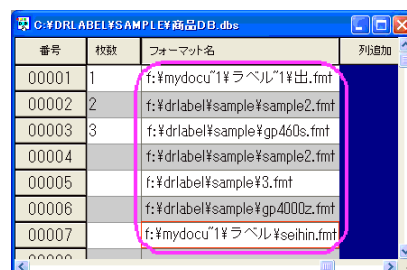 C:¥DRLABEL¥SAMPLE¥商品DB.dbs
番号 枚数 フォーマット名 列追加
00001 1 f:¥mydocu~1¥ラベル~1¥出.fmt
00002 2 f:¥drlabel¥sample¥sample2.fmt
00003 3 f:¥drlabel¥sample¥gp460s.fmt
00004 f:¥drlabel¥sample¥sample2.fmt
00005 f:¥drlabel¥sample¥3.fmt
00006 f:¥drlabel¥sample¥gp4000z.fmt
00007 f:¥mydocu~1¥ラベル¥seihin.fmt